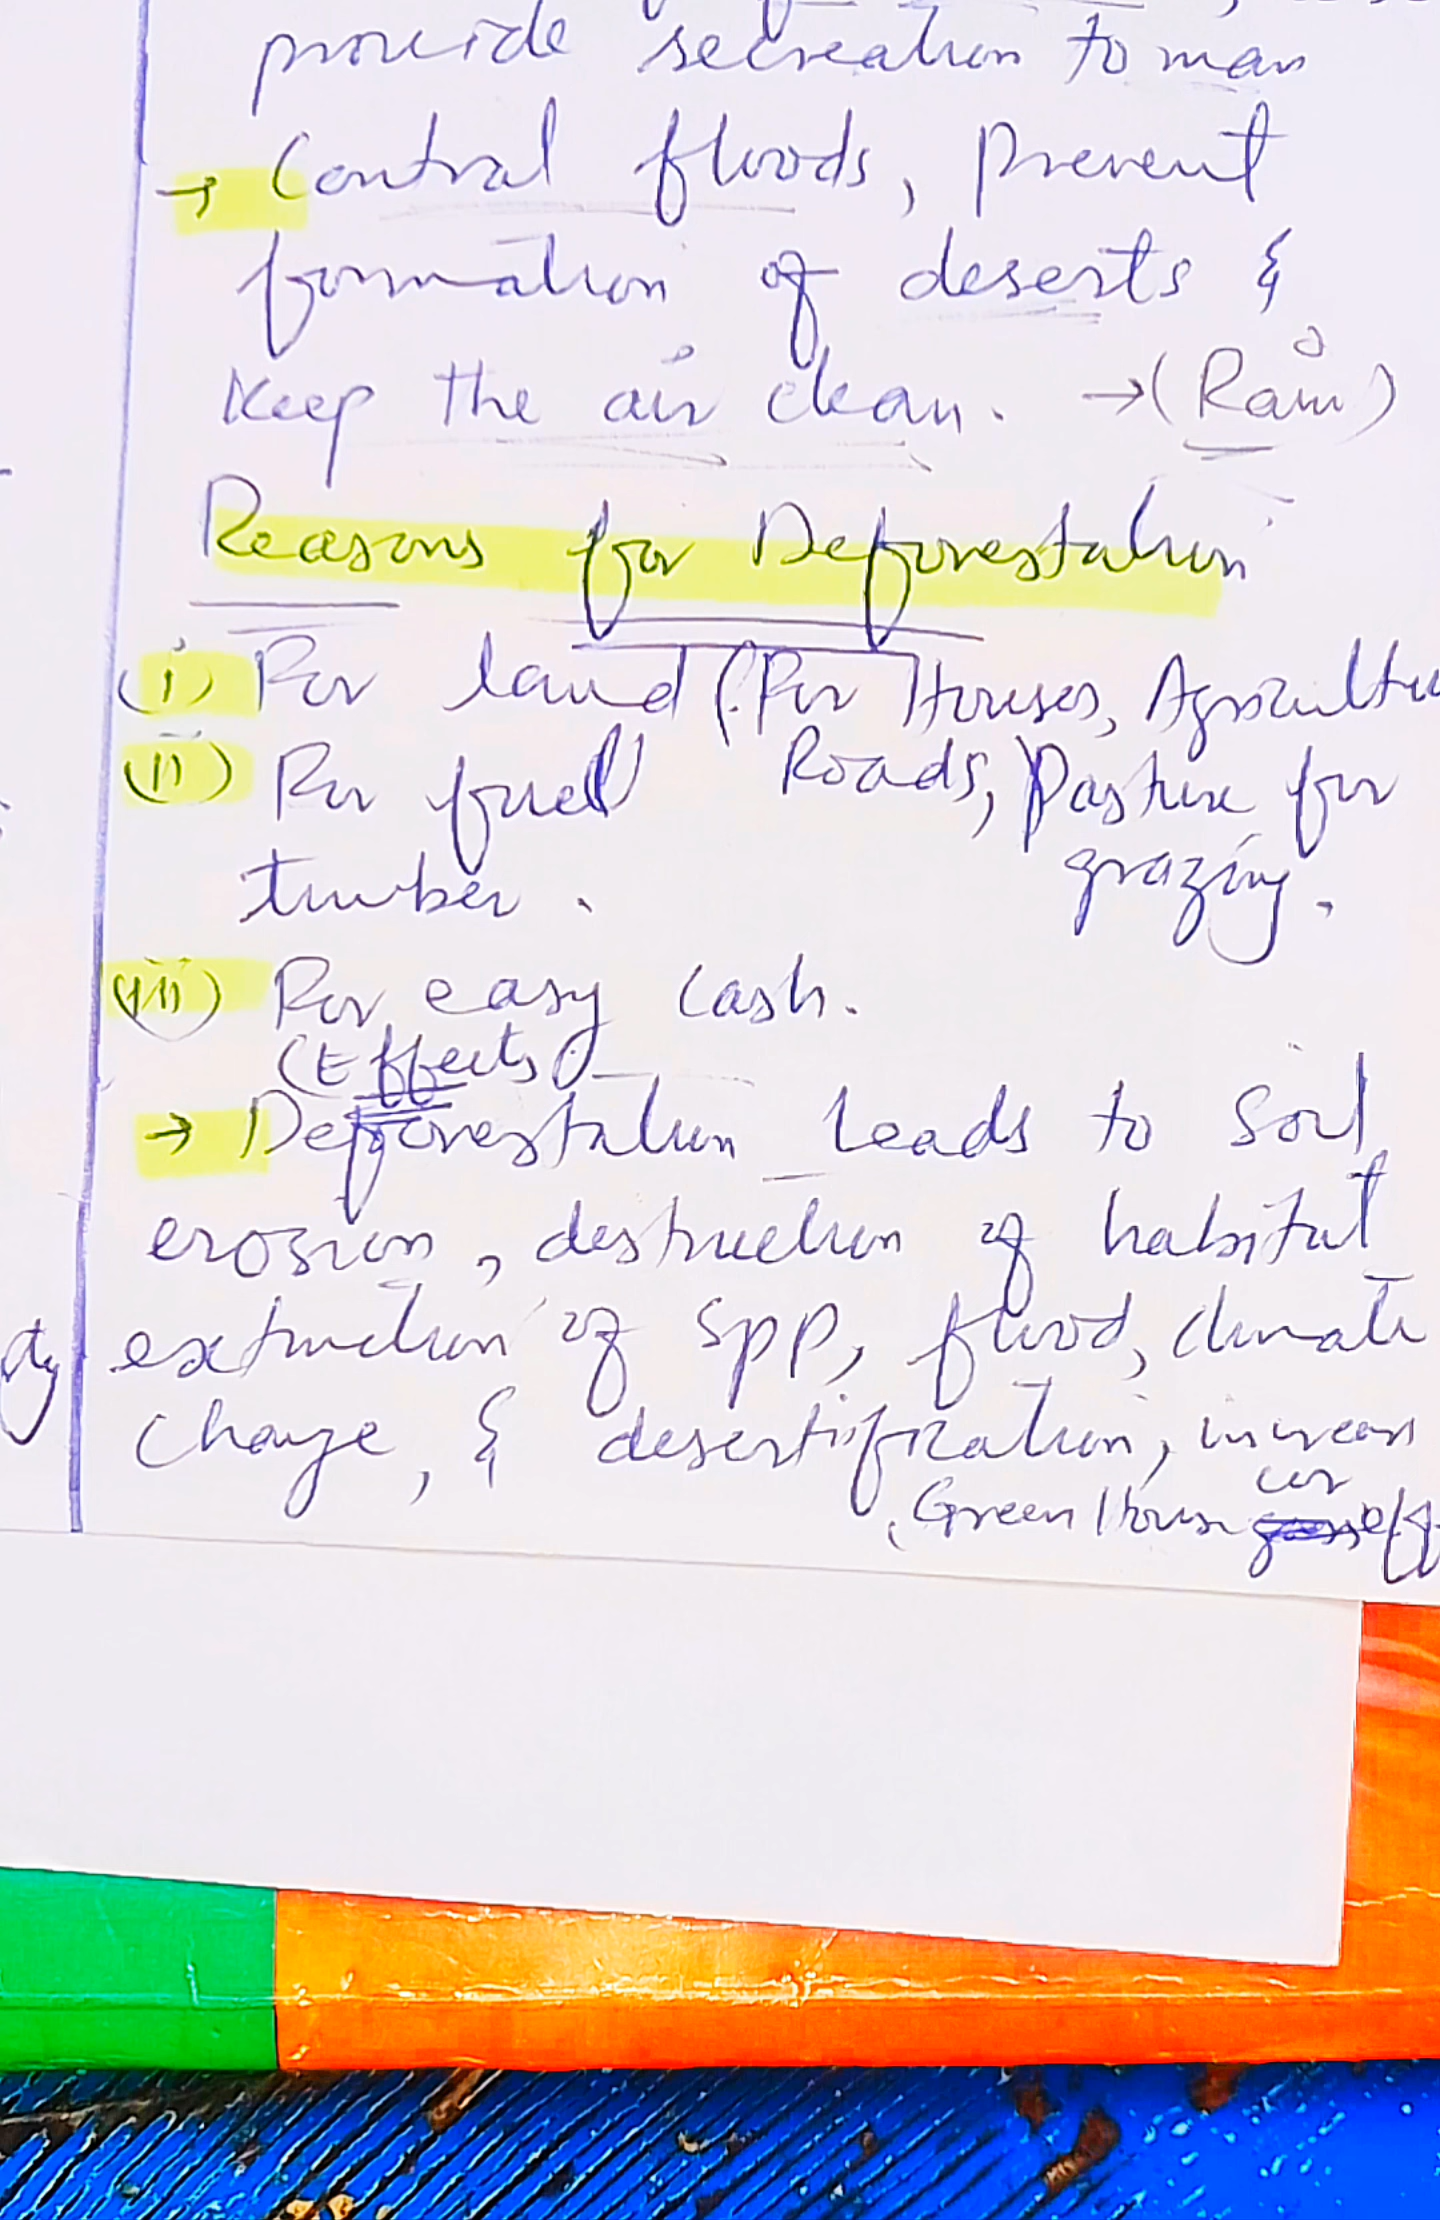 provide recreation to man
→ Control floods, prevent
formation of deserts &
Keep the air clean. → (Rain)
Reasons for Deforestation
(i) For land (For Houses, Agricultu
Roads, Pasture for
grazing.
(ii) For fuel
timber.
(iii) For easy cash.
(Effects)
→ Deforestation leads to soil
erosion, destruction of habitat
extinction of spp, flood, climate
change, & desertification, increase
Green House eff